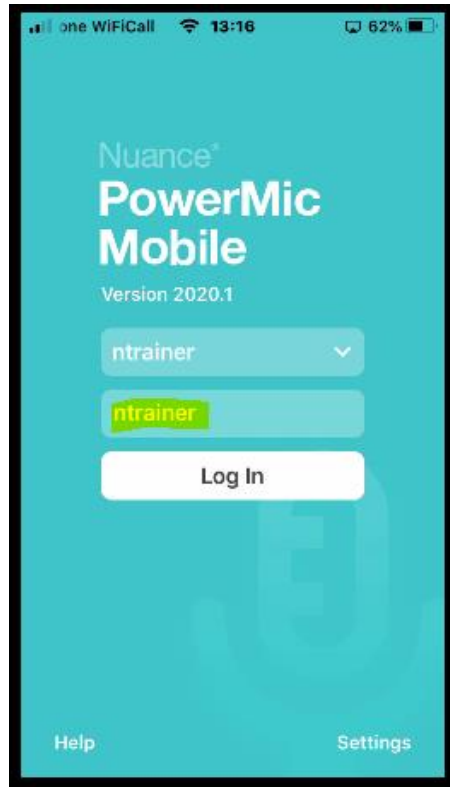 one WiFiCall 13:16 62%
Nuance®
PowerMic
Mobile
Version 2020.1
ntrainer
ntrainer
Log In
Help Settings